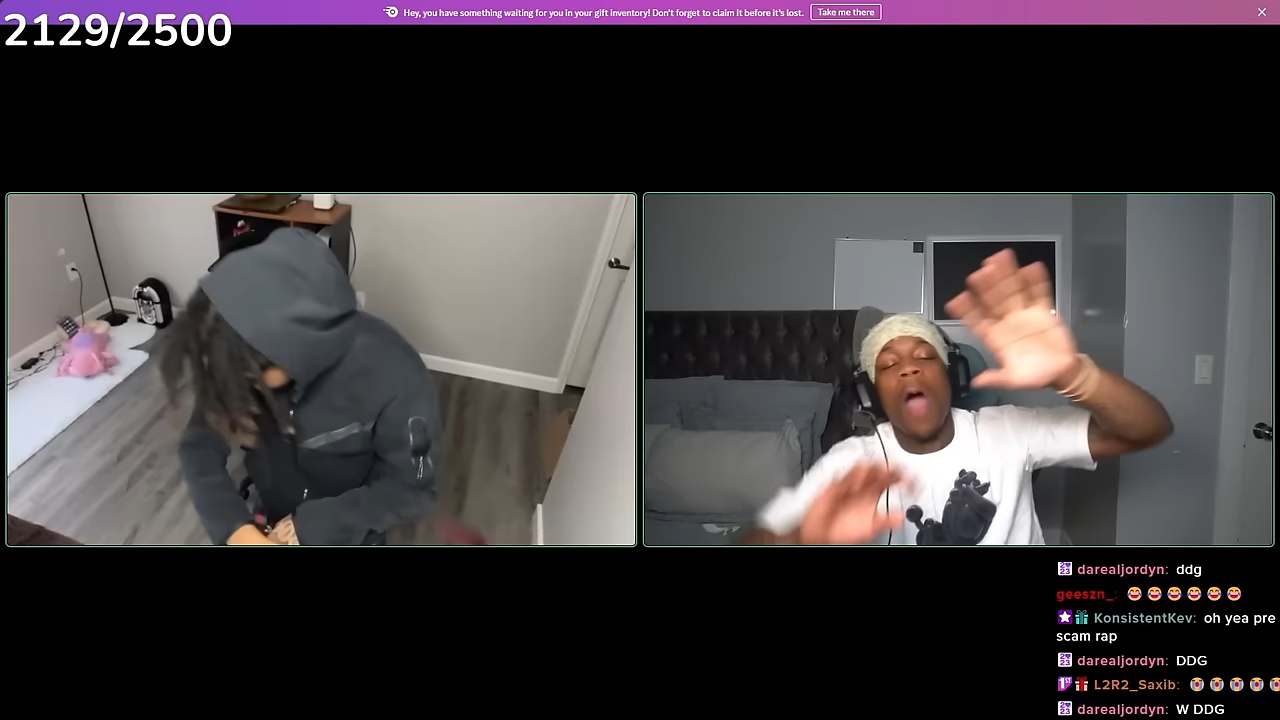 Hey, you have something waiting for you in your gift inventory! Don't forget to claim it before it's lost. Take me there
2129/2500
darealjordyn: ddg
geeszn_: 😂😂😂😂😂😂
KonsistentKev: oh yea pre
scam rap
darealjordyn: DDG
L2R2_Saxib: 😭😭😭😭😭
darealjordyn: W DDG